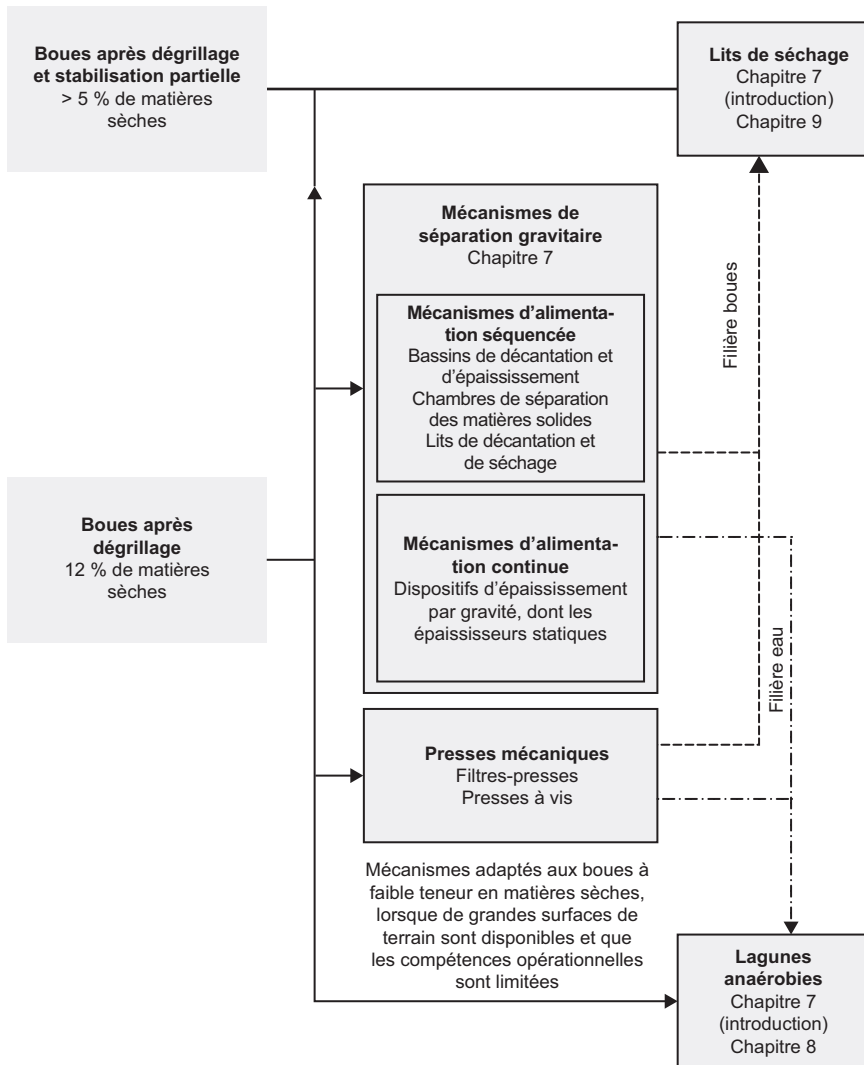 Boues après dégrillage
et stabilisation partielle
> 5 % de matières
sèches
Lits de séchage
Chapitre 7
(introduction)
Chapitre 9
Mécanismes de
séparation gravitaire
Chapitre 7
Mécanismes d'alimenta-
tion séquencée
Bassins de décantation et
d'épaississement
Chambres de séparation
des matières solides
Lits de décantation et
de séchage
Filière boues
Boues après
dégrillage
12 % de matières
sèches
Mécanismes d'alimenta-
tion continue
Dispositifs d'épaississement
par gravité, dont les
épaississeurs statiques
Filière eau
Presses mécaniques
Filtres-presses
Presses à vis
Mécanismes adaptés aux boues à
faible teneur en matières sèches,
lorsque de grandes surfaces de
terrain sont disponibles et que
les compétences opérationnelles
sont limitées
Lagunes
anaérobies
Chapitre 7
(introduction)
Chapitre 8